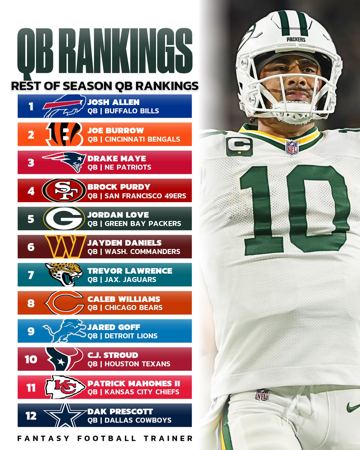 QB RANKINGS
REST OF SEASON QB RANKINGS
1
JOSH ALLEN
QB | BUFFALO BILLS
2
JOE BURROW
QB | CINCINNATI BENGALS
3
DRAKE MAYE
QB | NE PATRIOTS
4
BROCK PURDY
QB | SAN FRANCISCO 49ERS
5
JORDAN LOVE
QB | GREEN BAY PACKERS
6
JAYDEN DANIELS
QB | WASH. COMMANDERS
7
TREVOR LAWRENCE
QB | JAX. JAGUARS
8
CALEB WILLIAMS
QB | CHICAGO BEARS
9
JARED GOFF
QB | DETROIT LIONS
10
C.J. STROUD
QB | HOUSTON TEXANS
11
PATRICK MAHOMES II
QB | KANSAS CITY CHIEFS
12
DAK PRESCOTT
QB | DALLAS COWBOYS
FANTASY FOOTBALL TRAINER
PACKERS
C
NFL
10